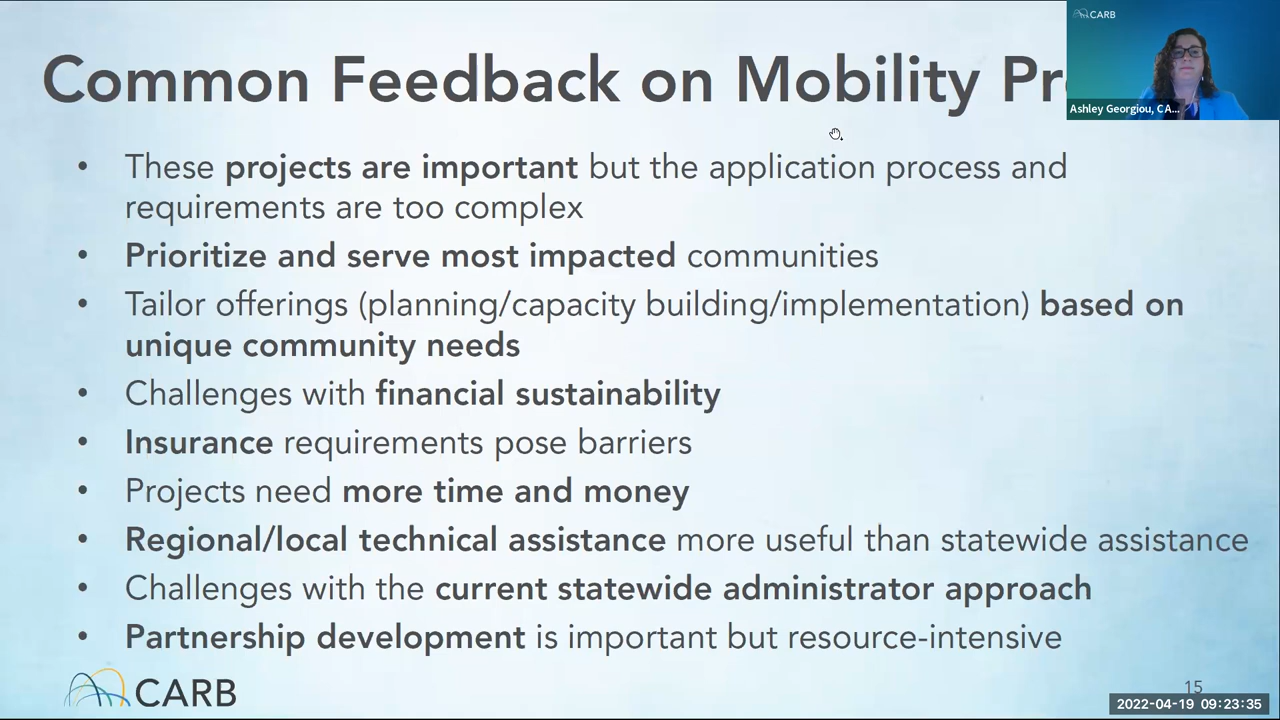 Common Feedback on Mobility Pr
CARB
Ashley Georgiou, CA...
• These projects are important but the application process and
requirements are too complex
• Prioritize and serve most impacted communities
• Tailor offerings (planning/capacity building/implementation) based on
unique community needs
• Challenges with financial sustainability
• Insurance requirements pose barriers
• Projects need more time and money
• Regional/local technical assistance more useful than statewide assistance
• Challenges with the current statewide administrator approach
• Partnership development is important but resource-intensive
CARB
15
2022-04-19 09:23:35